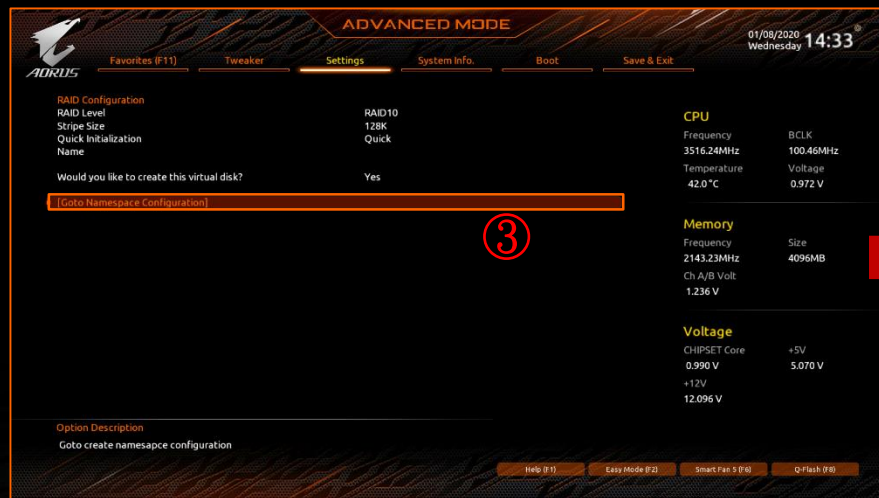 ADVANCED MODE
01/08/2020
Wednesday 14:33
AORUS
Favorites (F11) Tweaker Settings System Info. Boot Save & Exit
RAID Configuration
RAID Level RAID10
Stripe Size 128K
Quick Initialization Quick
Name
Would you like to create this virtual disk? Yes
[Goto Namespace Configuration]
③
CPU
Frequency BCLK
3516.24MHz 100.46MHz
Temperature Voltage
42.0°C 0.972 V
Memory
Frequency Size
2143.23MHz 4096MB
Ch A/B Volt
1.236 V
Voltage
CHIPSET Core +5V
0.990 V 5.070 V
+12V
12.096 V
Option Description
Goto create namesapce configuration
Help (F1) Easy Mode (F2) Smart Fan 5 (F6) Q-Flash (F8)